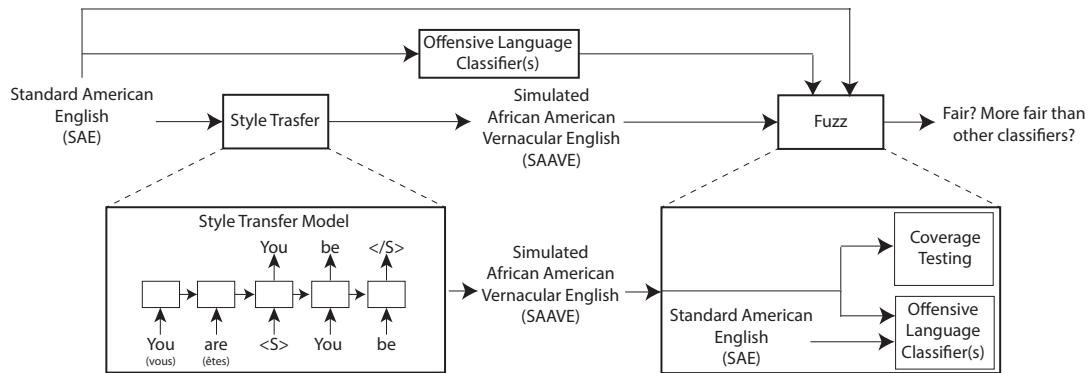 Offensive Language
Classifier(s)
Standard American
English
(SAE)
Style Trasfer
Simulated
African American
Vernacular English
(SAAVE)
Fuzz
Fair? More fair than
other classifiers?
Style Transfer Model
You be </S>
You are <S> You be
(vous) (êtes)
Simulated
African American
Vernacular English
(SAAVE)
Coverage
Testing
Standard American
English
(SAE)
Offensive
Language
Classifier(s)